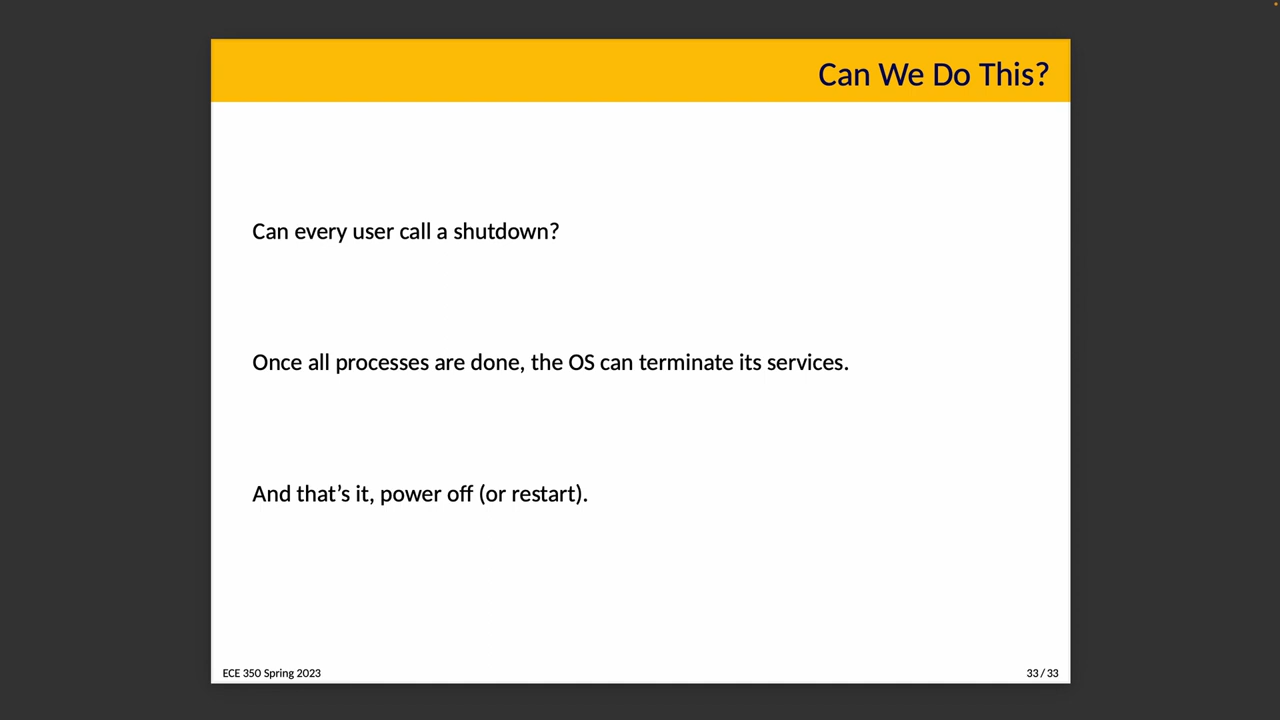 Can We Do This?
Can every user call a shutdown?
Once all processes are done, the OS can terminate its services.
And that’s it, power off (or restart).
ECE 350 Spring 2023
33 / 33